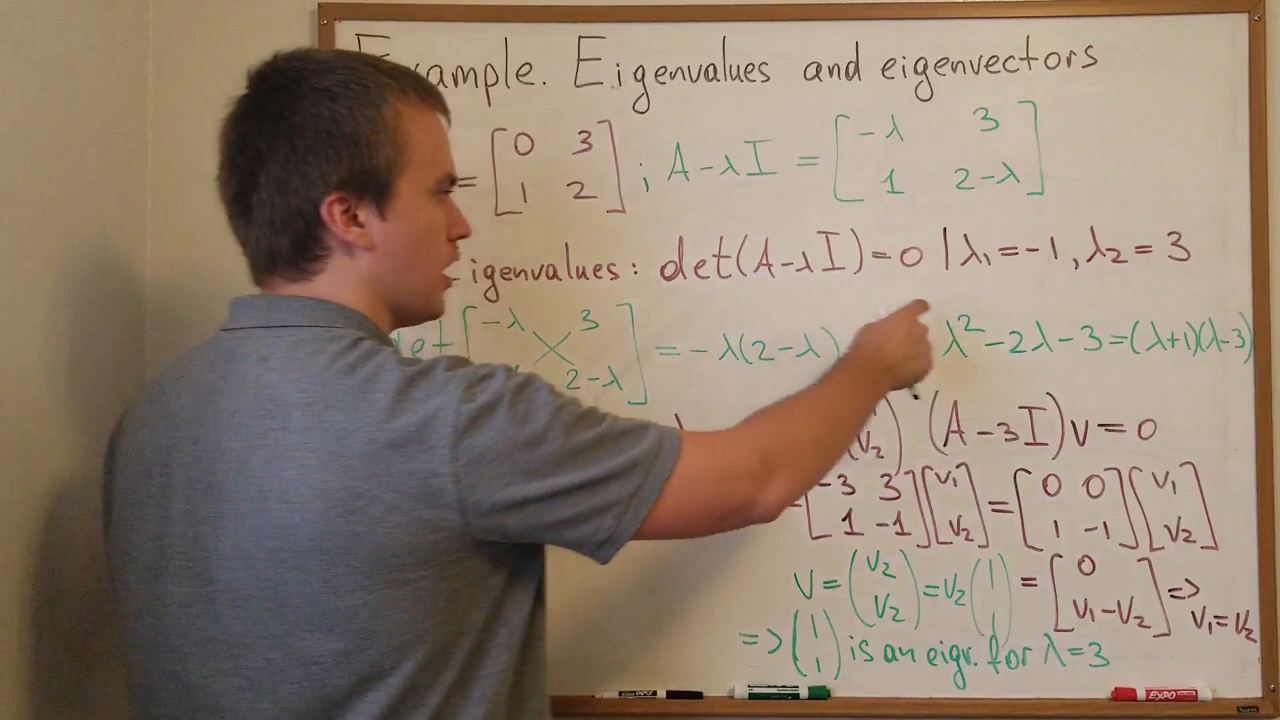 Example. Eigenvalues and eigenvectors
= [0 3; 1 2] ; A-λI = [-λ 3; 1 2-λ]
igenvalues: det(A-λI)=0 | λ₁=-1, λ₂=3
det [-λ 3; 2-λ] = -λ(2-λ) λ²-2λ-3=(λ+1)(λ-3)
v₂) (A-3I)v=0
[-3 3; 1 -1][v₁; v₂] = [0 0; 1 -1][v₁; v₂]
v=(v₂; v₂)=v₂(1; 1) = [0; v₁-v₂] => v₁=v₂
=> (1; 1) is an eigv. for λ=3
EXPO